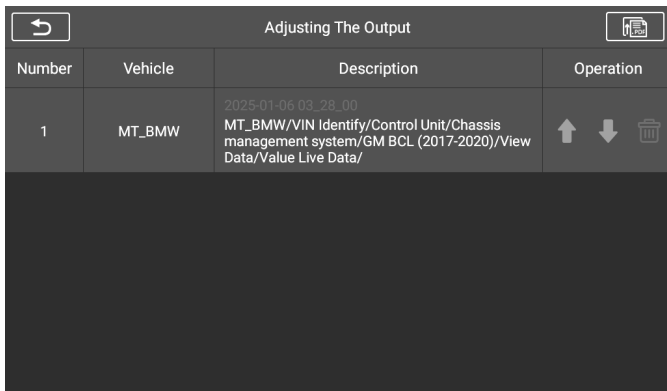 Adjusting The Output
.PDF
Number Vehicle Description Operation
2025-01-06 03_28_00
1 MT_BMW MT_BMW/VIN Identify/Control Unit/Chassis
management system/GM BCL (2017-2020)/View
Data/Value Live Data/